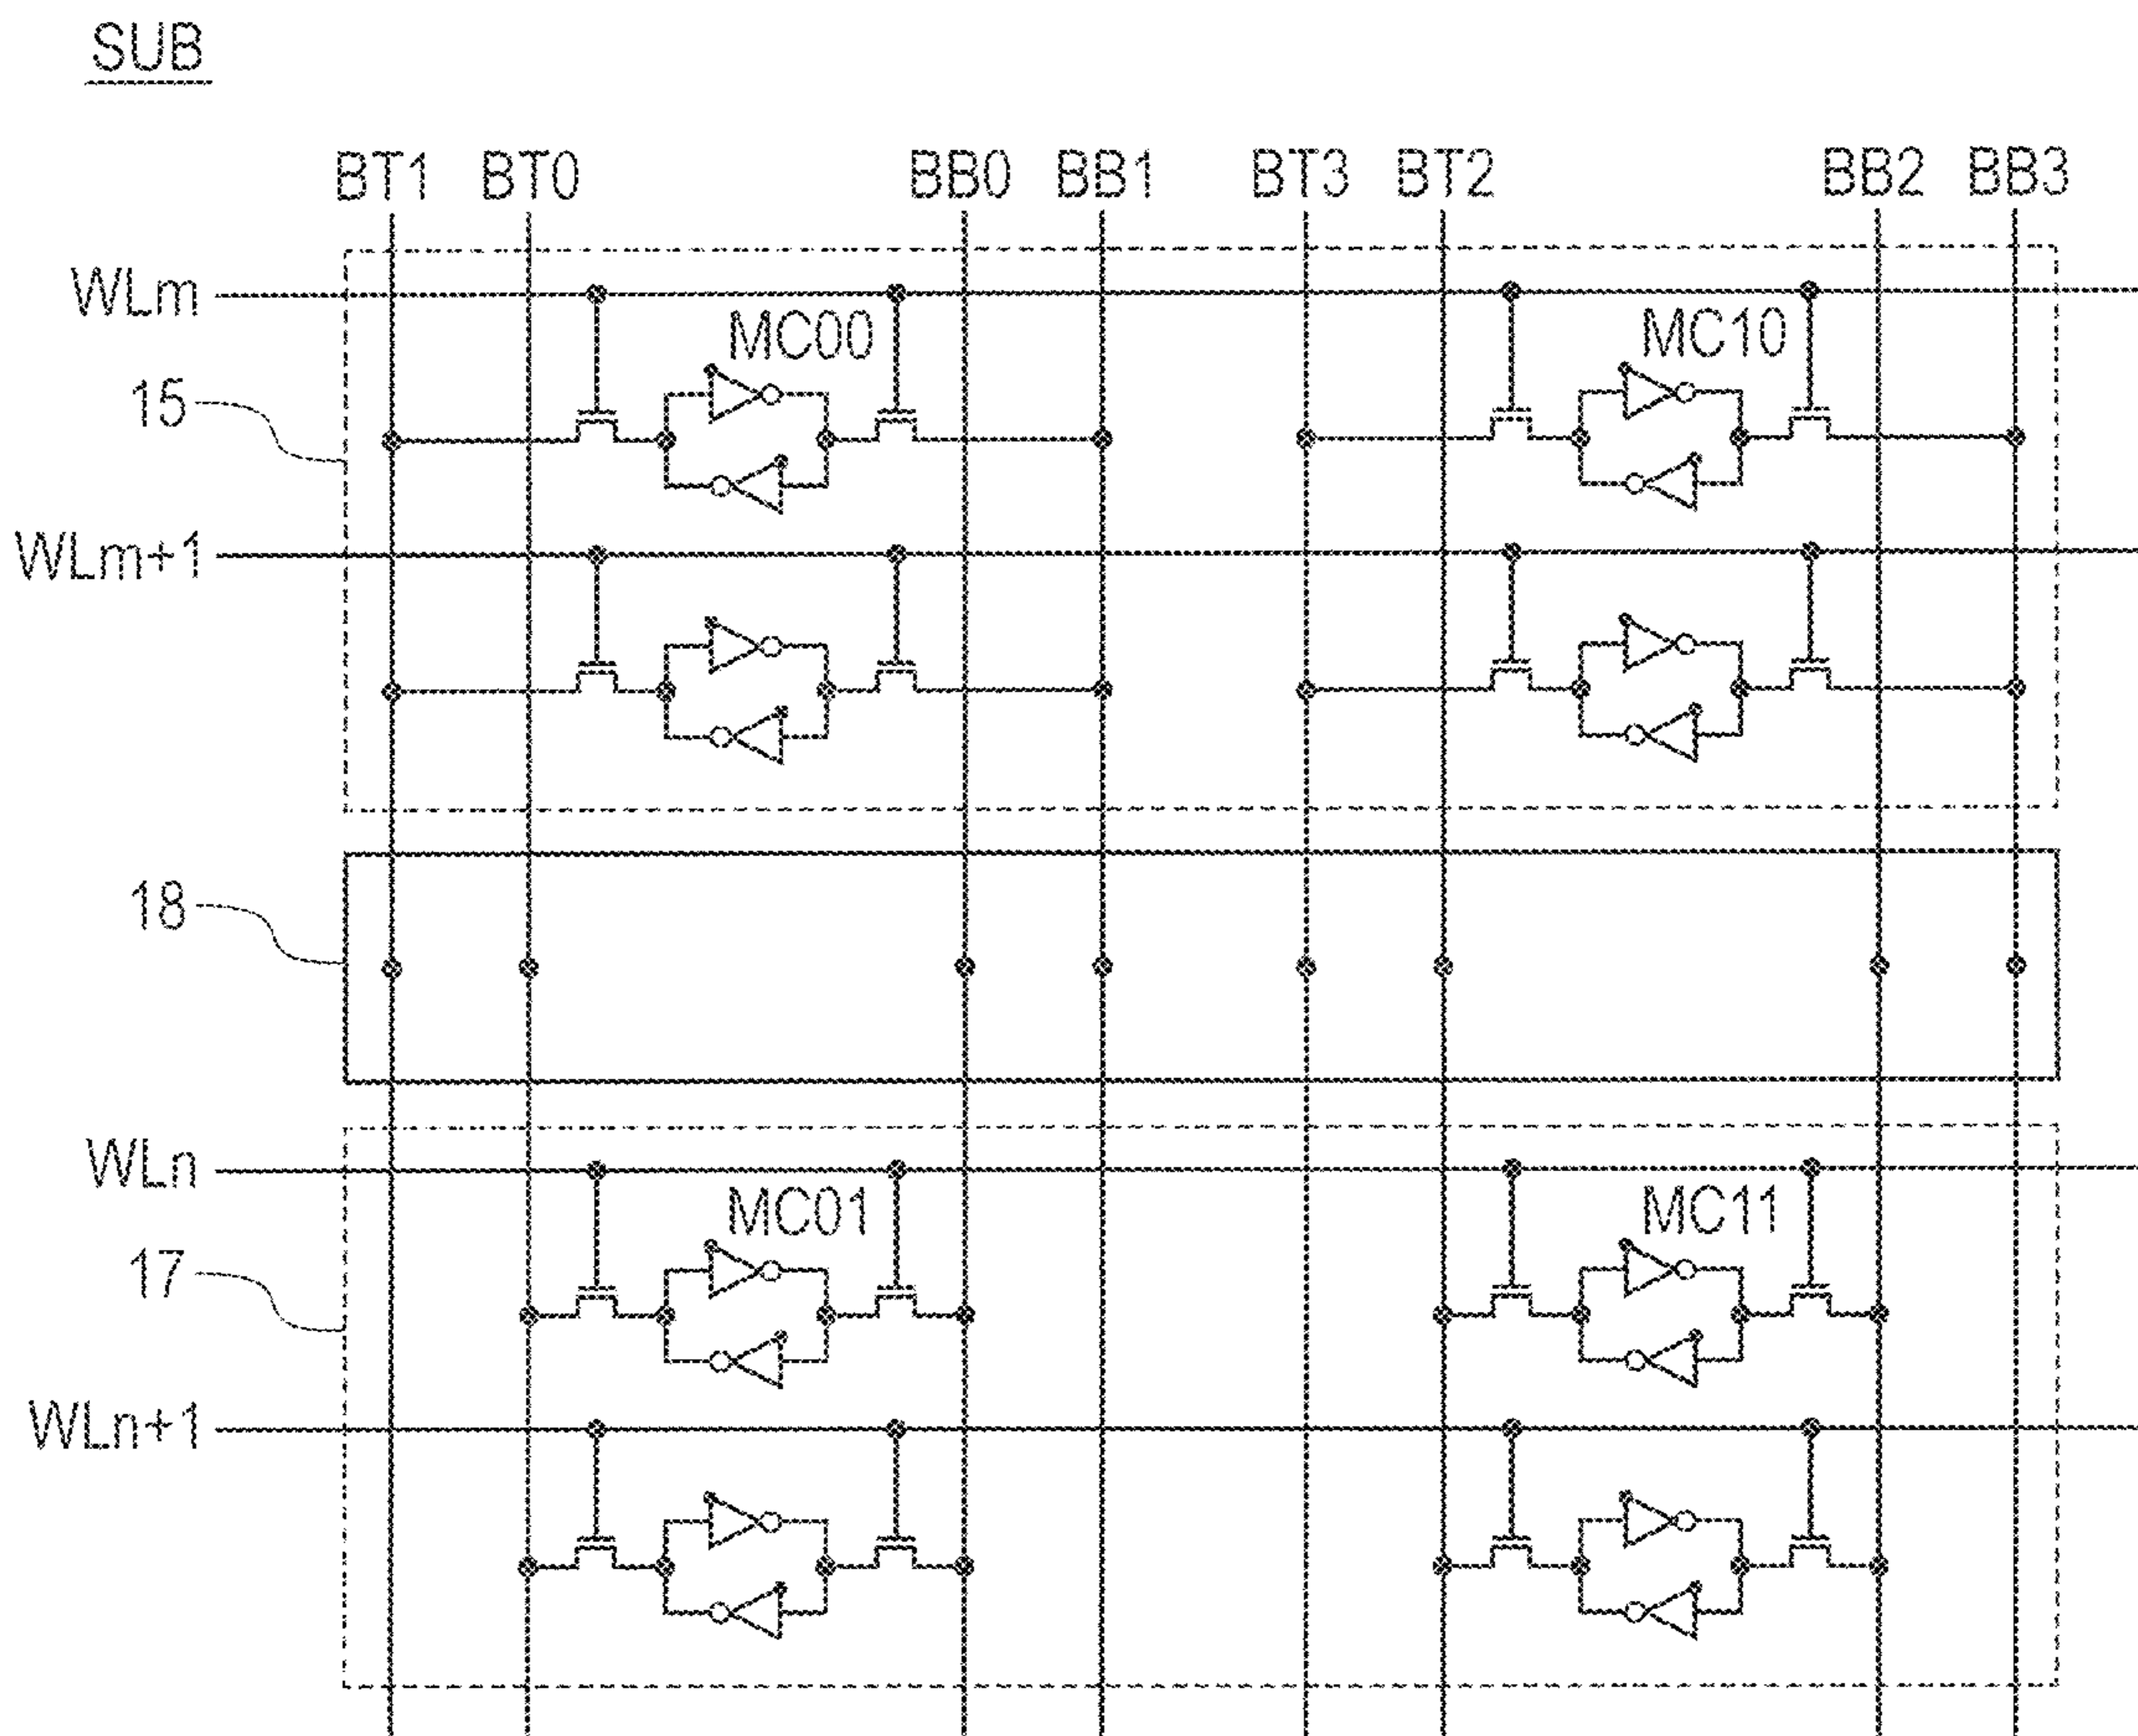 SUB
BT1 BT0 BB0 BB1 BT3 BT2 BB2 BB3
WLm
MC00 MC10
15
WLm+1
18
WLn
MC01 MC11
17
WLn+1